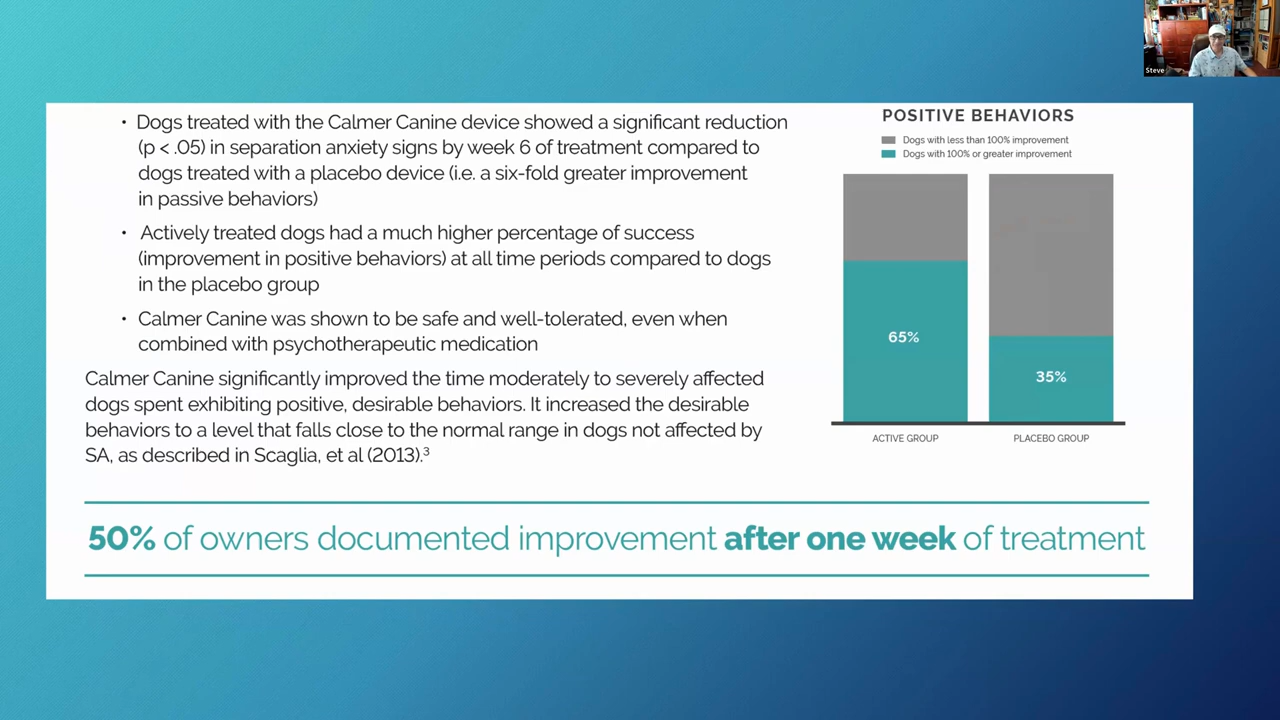 Steve
• Dogs treated with the Calmer Canine device showed a significant reduction
(p < .05) in separation anxiety signs by week 6 of treatment compared to
dogs treated with a placebo device (i.e. a six-fold greater improvement
in passive behaviors)
• Actively treated dogs had a much higher percentage of success
(improvement in positive behaviors) at all time periods compared to dogs
in the placebo group
• Calmer Canine was shown to be safe and well-tolerated, even when
combined with psychotherapeutic medication
Calmer Canine significantly improved the time moderately to severely affected
dogs spent exhibiting positive, desirable behaviors. It increased the desirable
behaviors to a level that falls close to the normal range in dogs not affected by
SA, as described in Scaglia, et al (2013).³
POSITIVE BEHAVIORS
Dogs with less than 100% improvement
Dogs with 100% or greater improvement
65%
35%
ACTIVE GROUP
PLACEBO GROUP
50% of owners documented improvement after one week of treatment